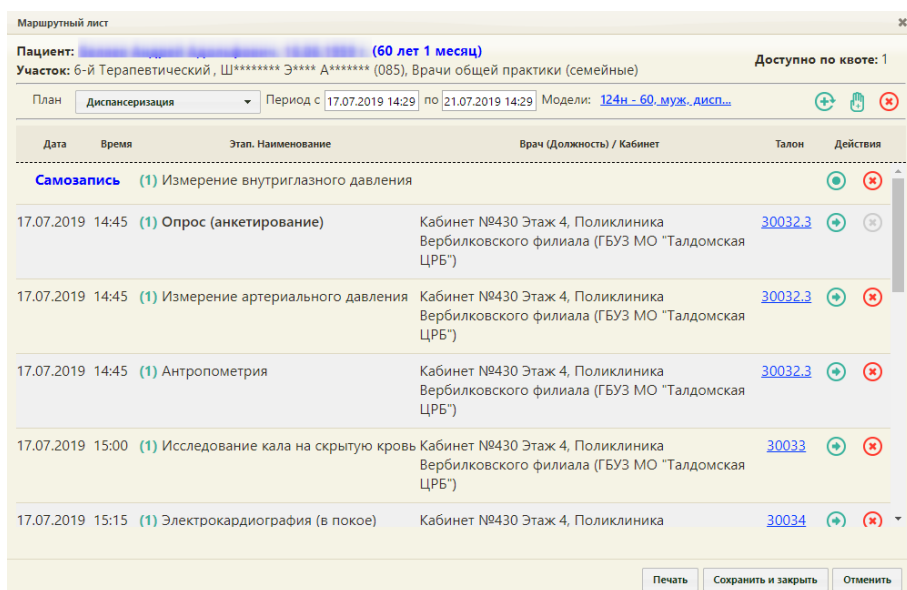 Маршрутный лист
Пациент: (60 лет 1 месяц)
Доступно по квоте: 1
Участок: 6-й Терапевтический , Ш******** Э**** А******* (085), Врачи общей практики (семейные)
План Диспансеризация Период с 17.07.2019 14:29 по 21.07.2019 14:29 Модели: 124н - 60, муж, дисп...
Дата Время Этап. Наименование Врач (Должность) / Кабинет Талон Действия
Самозапись (1) Измерение внутриглазного давления
17.07.2019 14:45 (1) Опрос (анкетирование) Кабинет №430 Этаж 4, Поликлиника 30032.3
Вербилковского филиала (ГБУЗ МО "Талдомская
ЦРБ")
17.07.2019 14:45 (1) Измерение артериального давления Кабинет №430 Этаж 4, Поликлиника 30032.3
Вербилковского филиала (ГБУЗ МО "Талдомская
ЦРБ")
17.07.2019 14:45 (1) Антропометрия Кабинет №430 Этаж 4, Поликлиника 30032.3
Вербилковского филиала (ГБУЗ МО "Талдомская
ЦРБ")
17.07.2019 15:00 (1) Исследование кала на скрытую кровь Кабинет №430 Этаж 4, Поликлиника 30033
Вербилковского филиала (ГБУЗ МО "Талдомская
ЦРБ")
17.07.2019 15:15 (1) Электрокардиография (в покое) Кабинет №430 Этаж 4, Поликлиника 30034
Печать Сохранить и закрыть Отменить